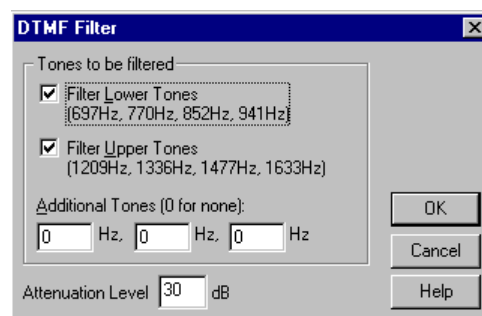 DTMF Filter
Tones to be filtered
Filter Lower Tones
(697Hz, 770Hz, 852Hz, 941Hz)
Filter Upper Tones
(1209Hz, 1336Hz, 1477Hz, 1633Hz)
Additional Tones (0 for none):
0 Hz, 0 Hz, 0 Hz
Attenuation Level 30 dB
OK
Cancel
Help